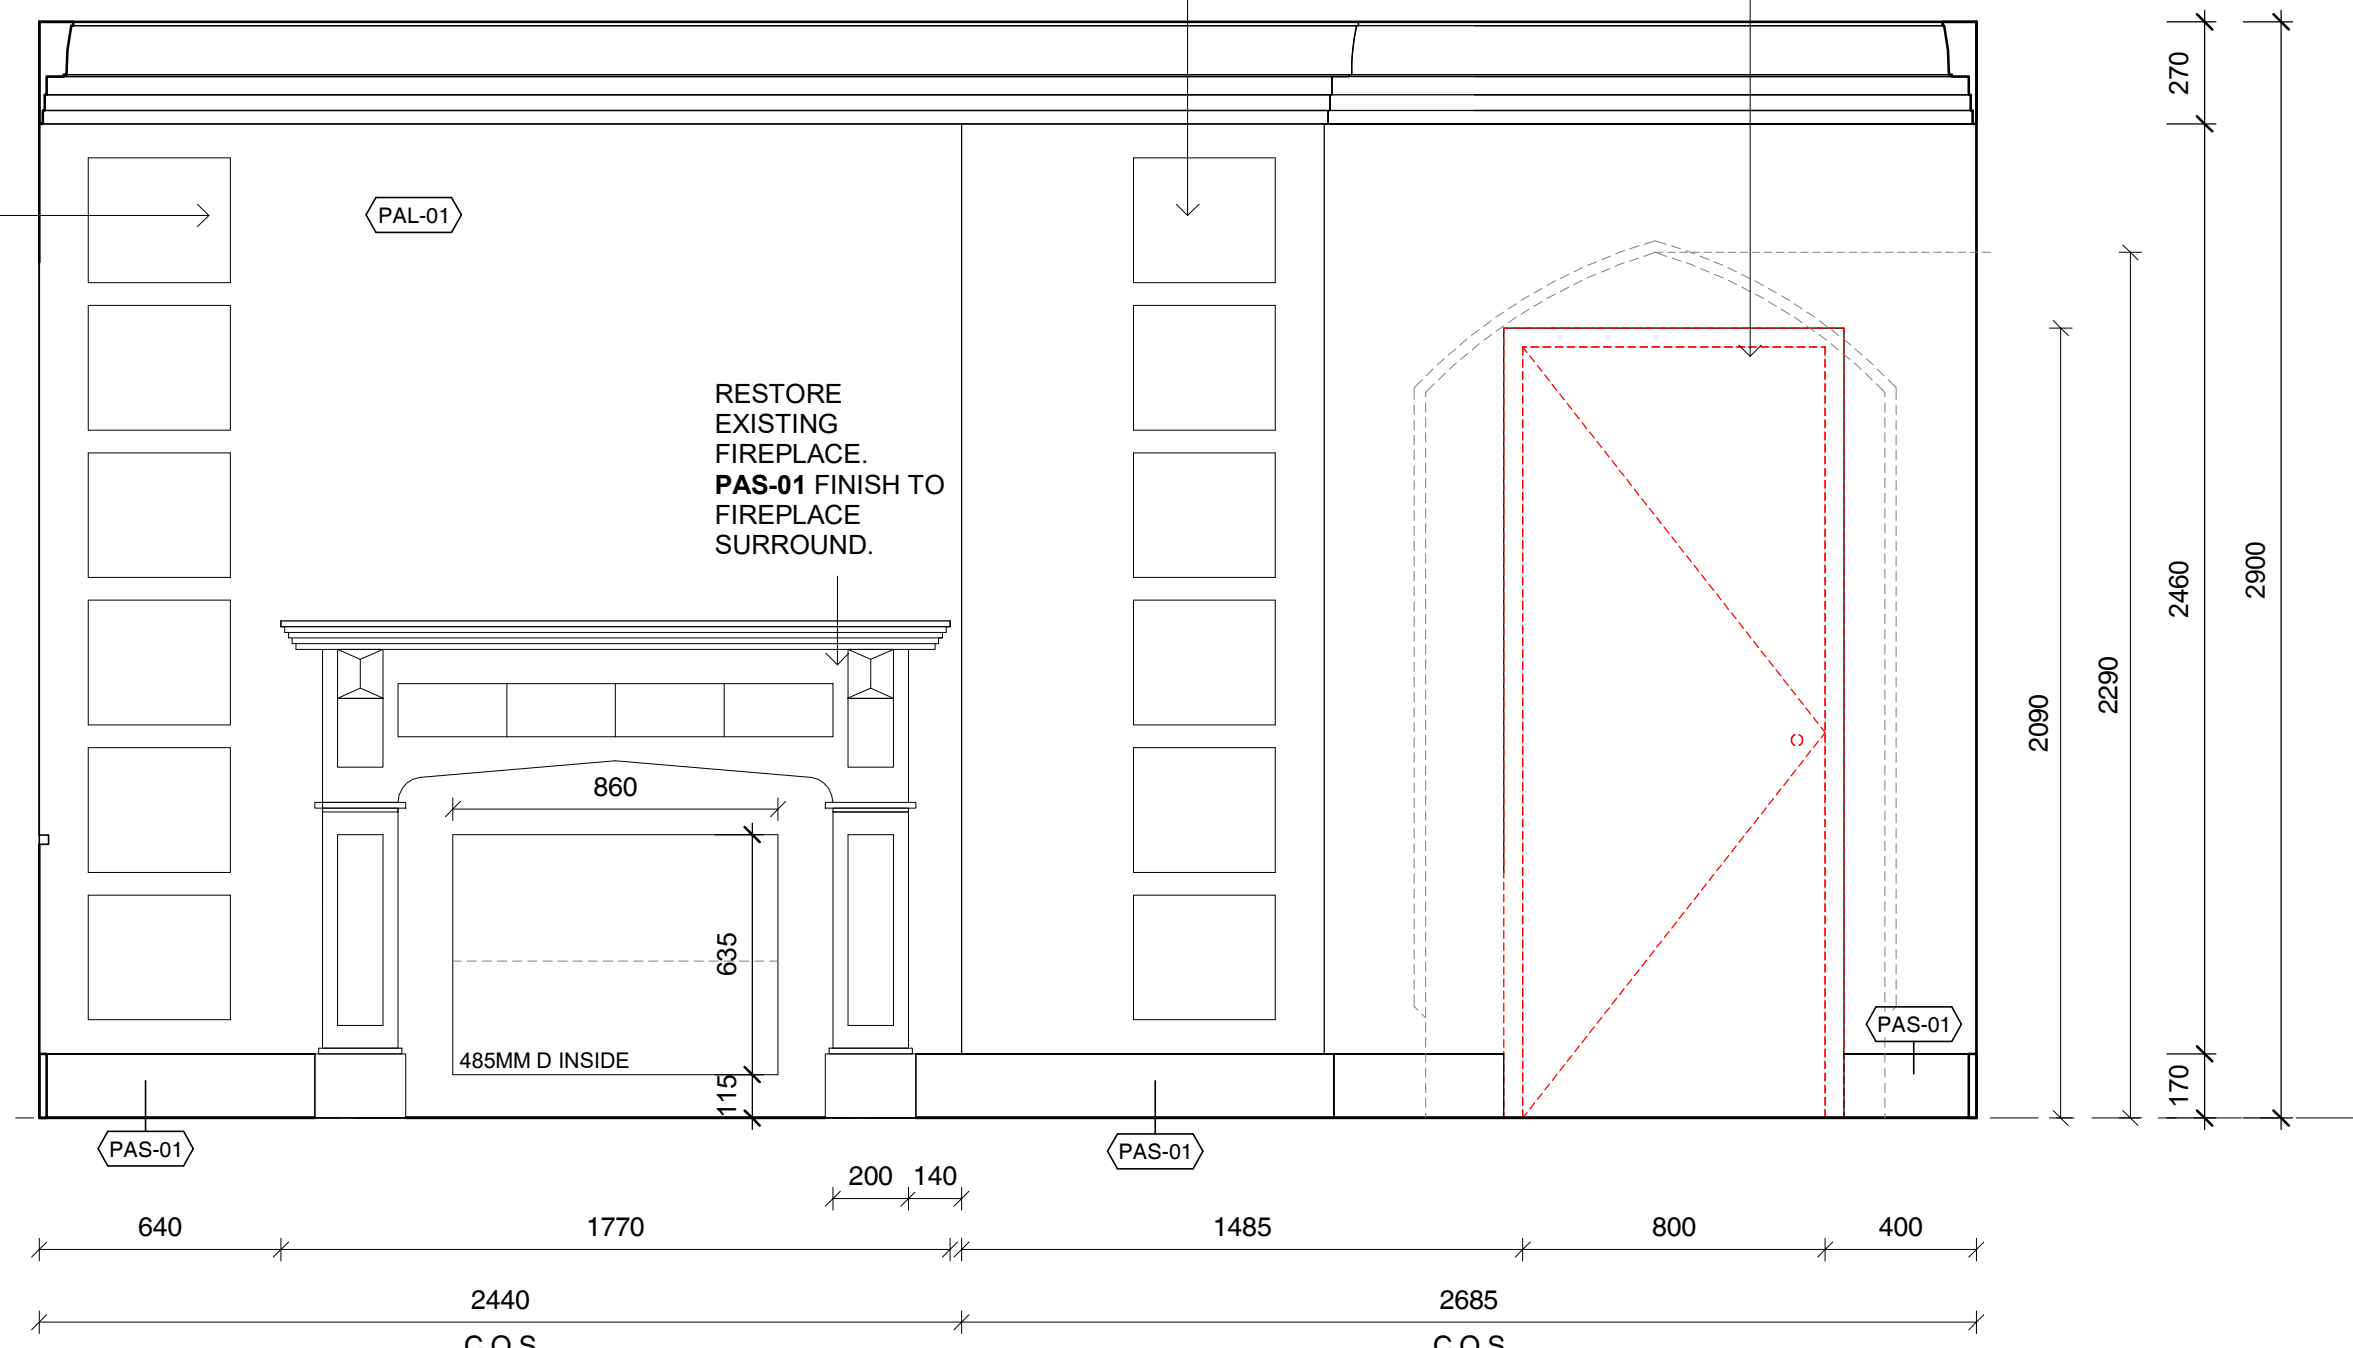 270
PAL-01
RESTORE
EXISTING
FIREPLACE.
PAS-01 FINISH TO
FIREPLACE
SURROUND.
2900
2460
2290
2090
860
635
485MM D INSIDE
115
PAS-01
170
PAS-01
PAS-01
200 140
640 1770 1485 800 400
2440 2685
C.O.S. C.O.S.